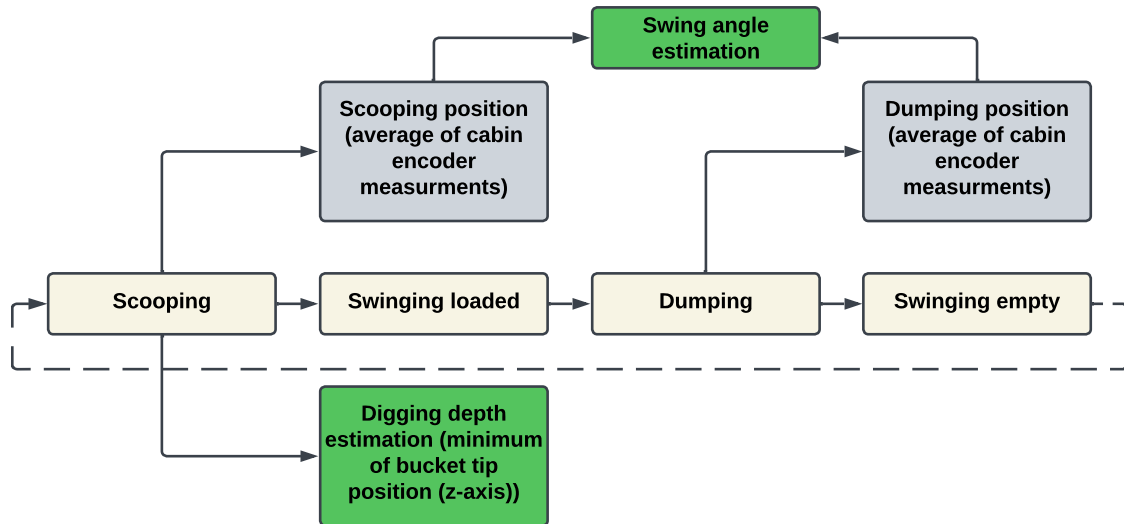 Swing angle
estimation
Scooping position
(average of cabin
encoder
measurments)
Dumping position
(average of cabin
encoder
measurments)
Scooping
Swinging loaded
Dumping
Swinging empty
Digging depth
estimation (minimum
of bucket tip
position (z-axis))